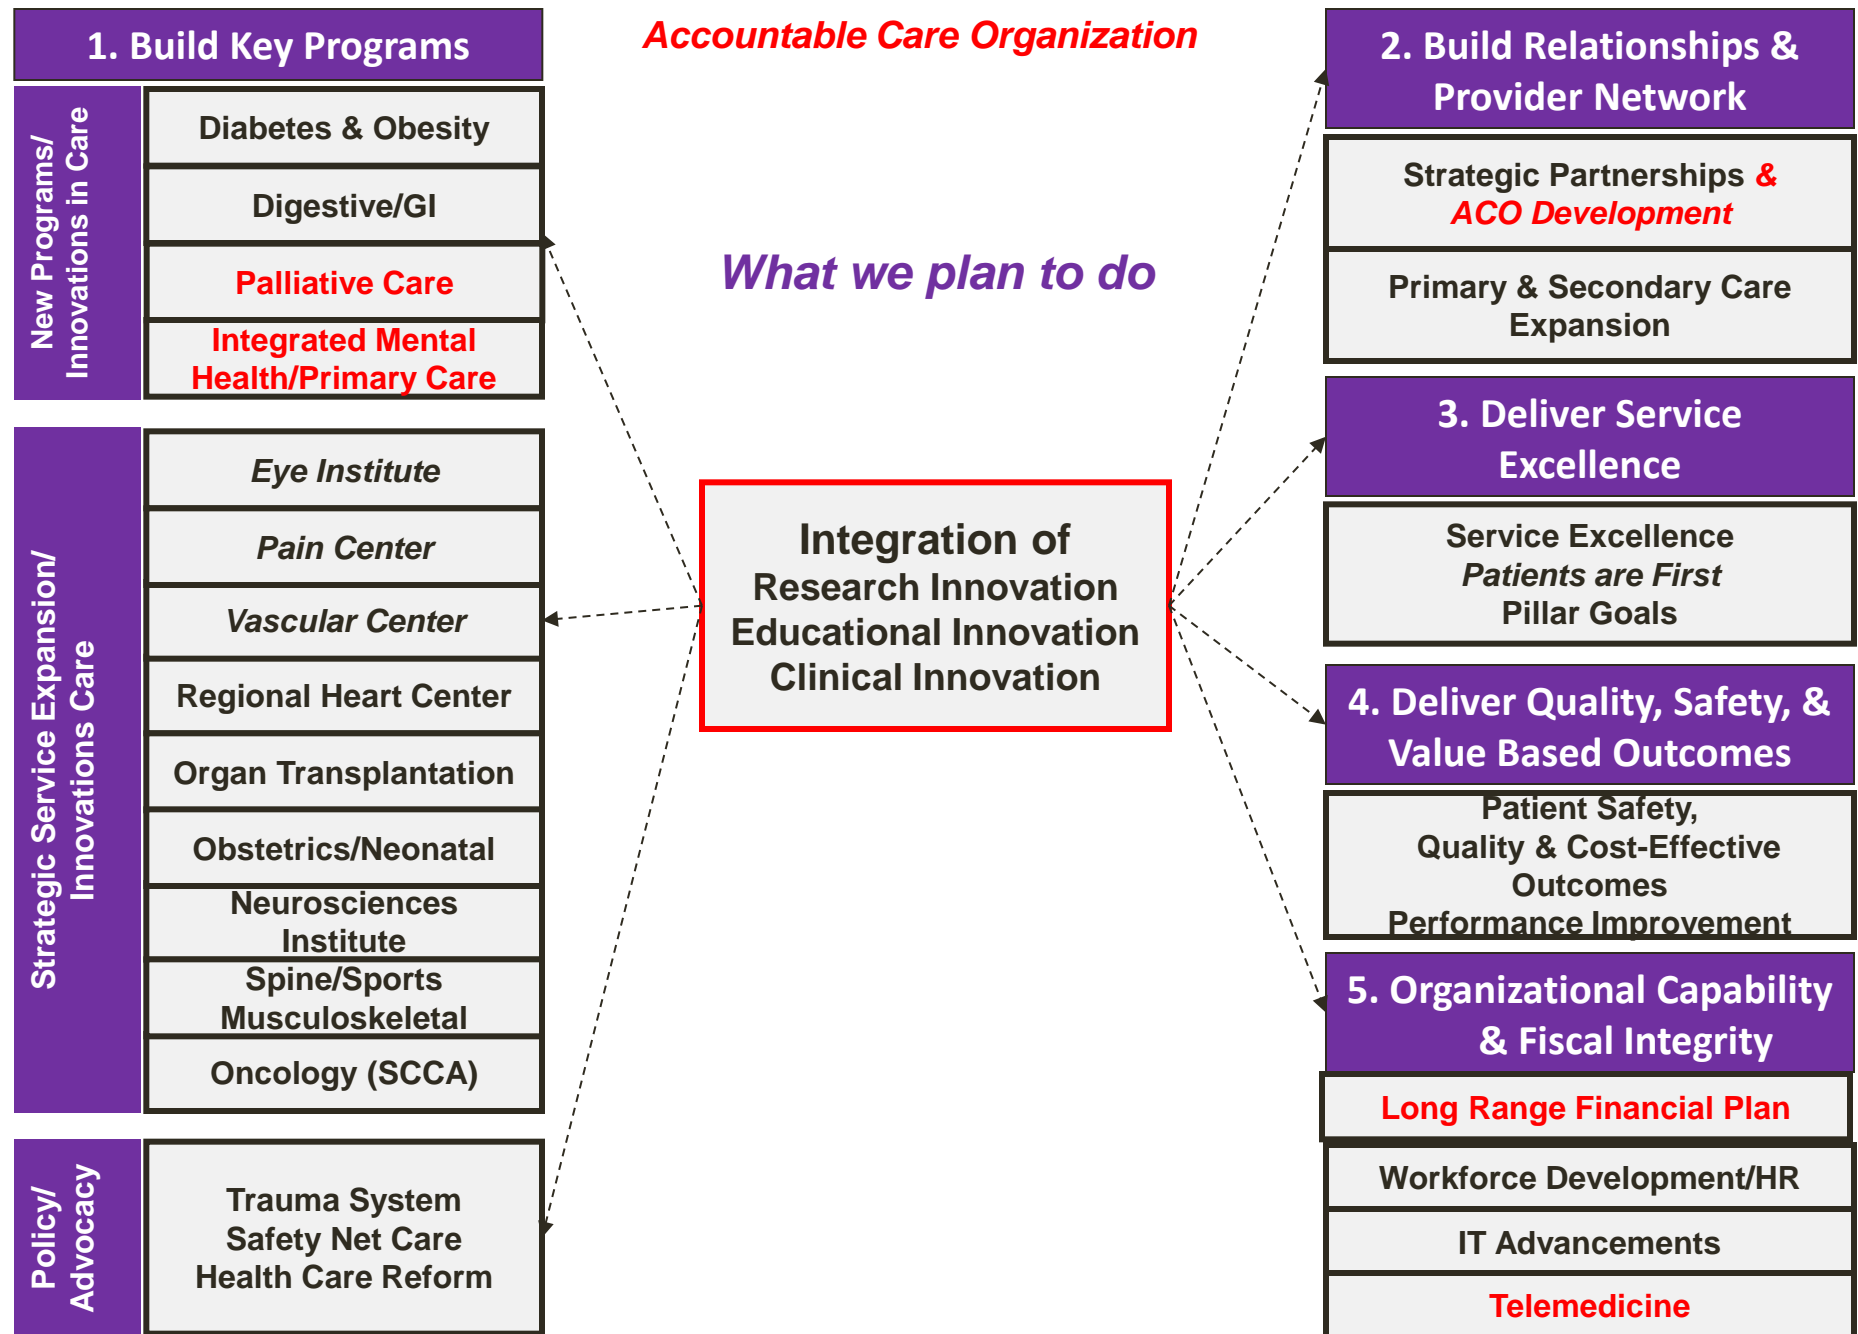 Accountable Care Organization
What we plan to do
1. Build Key Programs
New Programs/
Innovations in Care
Diabetes & Obesity
Digestive/GI
Palliative Care
Integrated Mental
Health/Primary Care
Strategic Service Expansion/
Innovations Care
Eye Institute
Pain Center
Vascular Center
Regional Heart Center
Organ Transplantation
Obstetrics/Neonatal
Neurosciences
Institute
Spine/Sports
Musculoskeletal
Oncology (SCCA)
Policy/
Advocacy
Trauma System
Safety Net Care
Health Care Reform
Integration of
Research Innovation
Educational Innovation
Clinical Innovation
2. Build Relationships &
Provider Network
Strategic Partnerships &
ACO Development
Primary & Secondary Care
Expansion
3. Deliver Service
Excellence
Service Excellence
Patients are First
Pillar Goals
4. Deliver Quality, Safety, &
Value Based Outcomes
Patient Safety,
Quality & Cost-Effective
Outcomes
Performance Improvement
5. Organizational Capability
& Fiscal Integrity
Long Range Financial Plan
Workforce Development/HR
IT Advancements
Telemedicine